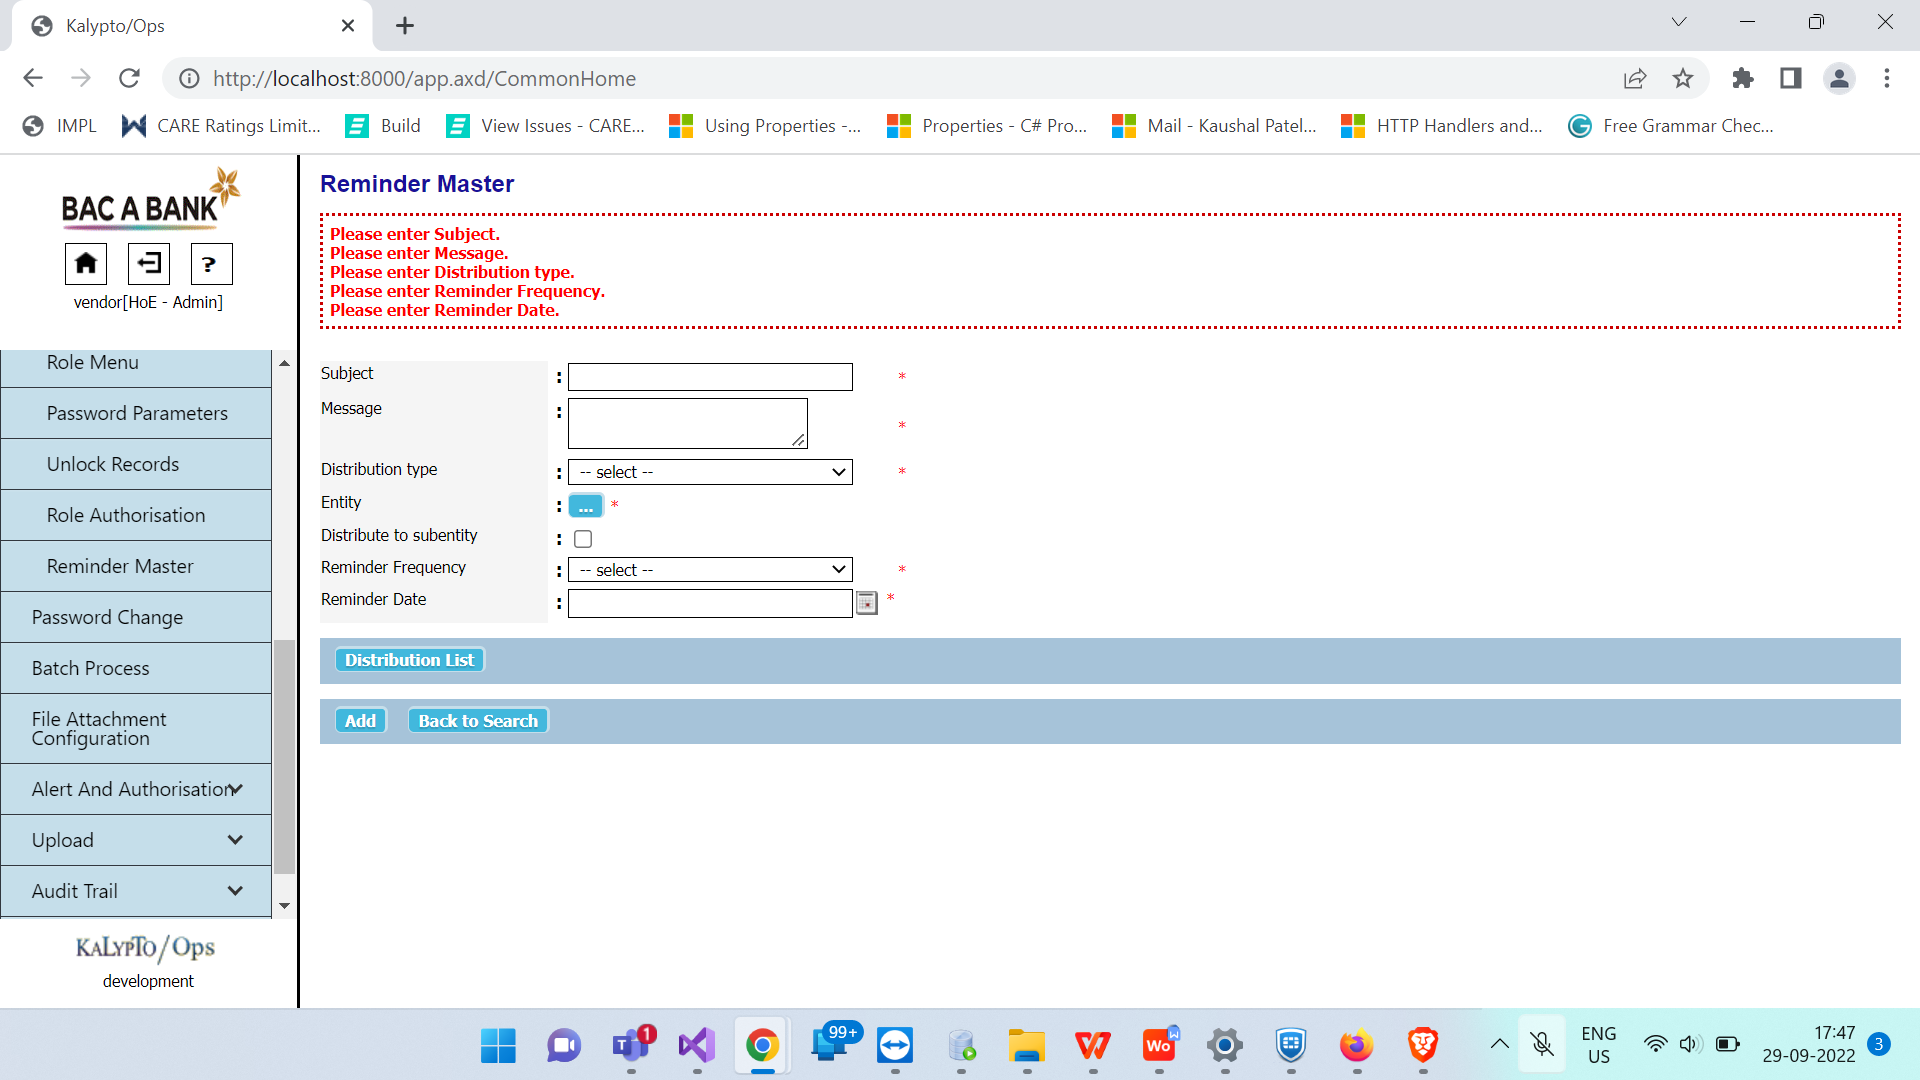 Kalypto/Ops
http://localhost:8000/app.axd/CommonHome
IMPL
CARE Ratings Limit...
Build
View Issues - CARE...
Using Properties -...
Properties - C# Pro...
Mail - Kaushal Patel...
HTTP Handlers and...
Free Grammar Chec...
BAC A BANK
?
vendor[HoE - Admin]
Role Menu
Password Parameters
Unlock Records
Role Authorisation
Reminder Master
Password Change
Batch Process
File Attachment
Configuration
Alert And Authorisation
Upload
Audit Trail
KALYPTO/Ops
development
Reminder Master
Please enter Subject.
Please enter Message.
Please enter Distribution type.
Please enter Reminder Frequency.
Please enter Reminder Date.
Subject : *
Message : *
Distribution type : -- select -- *
Entity : ... *
Distribute to subentity :
Reminder Frequency : -- select -- *
Reminder Date : *
Distribution List
Add Back to Search
1
99+
Wo
ENG
US
17:47
29-09-2022
3